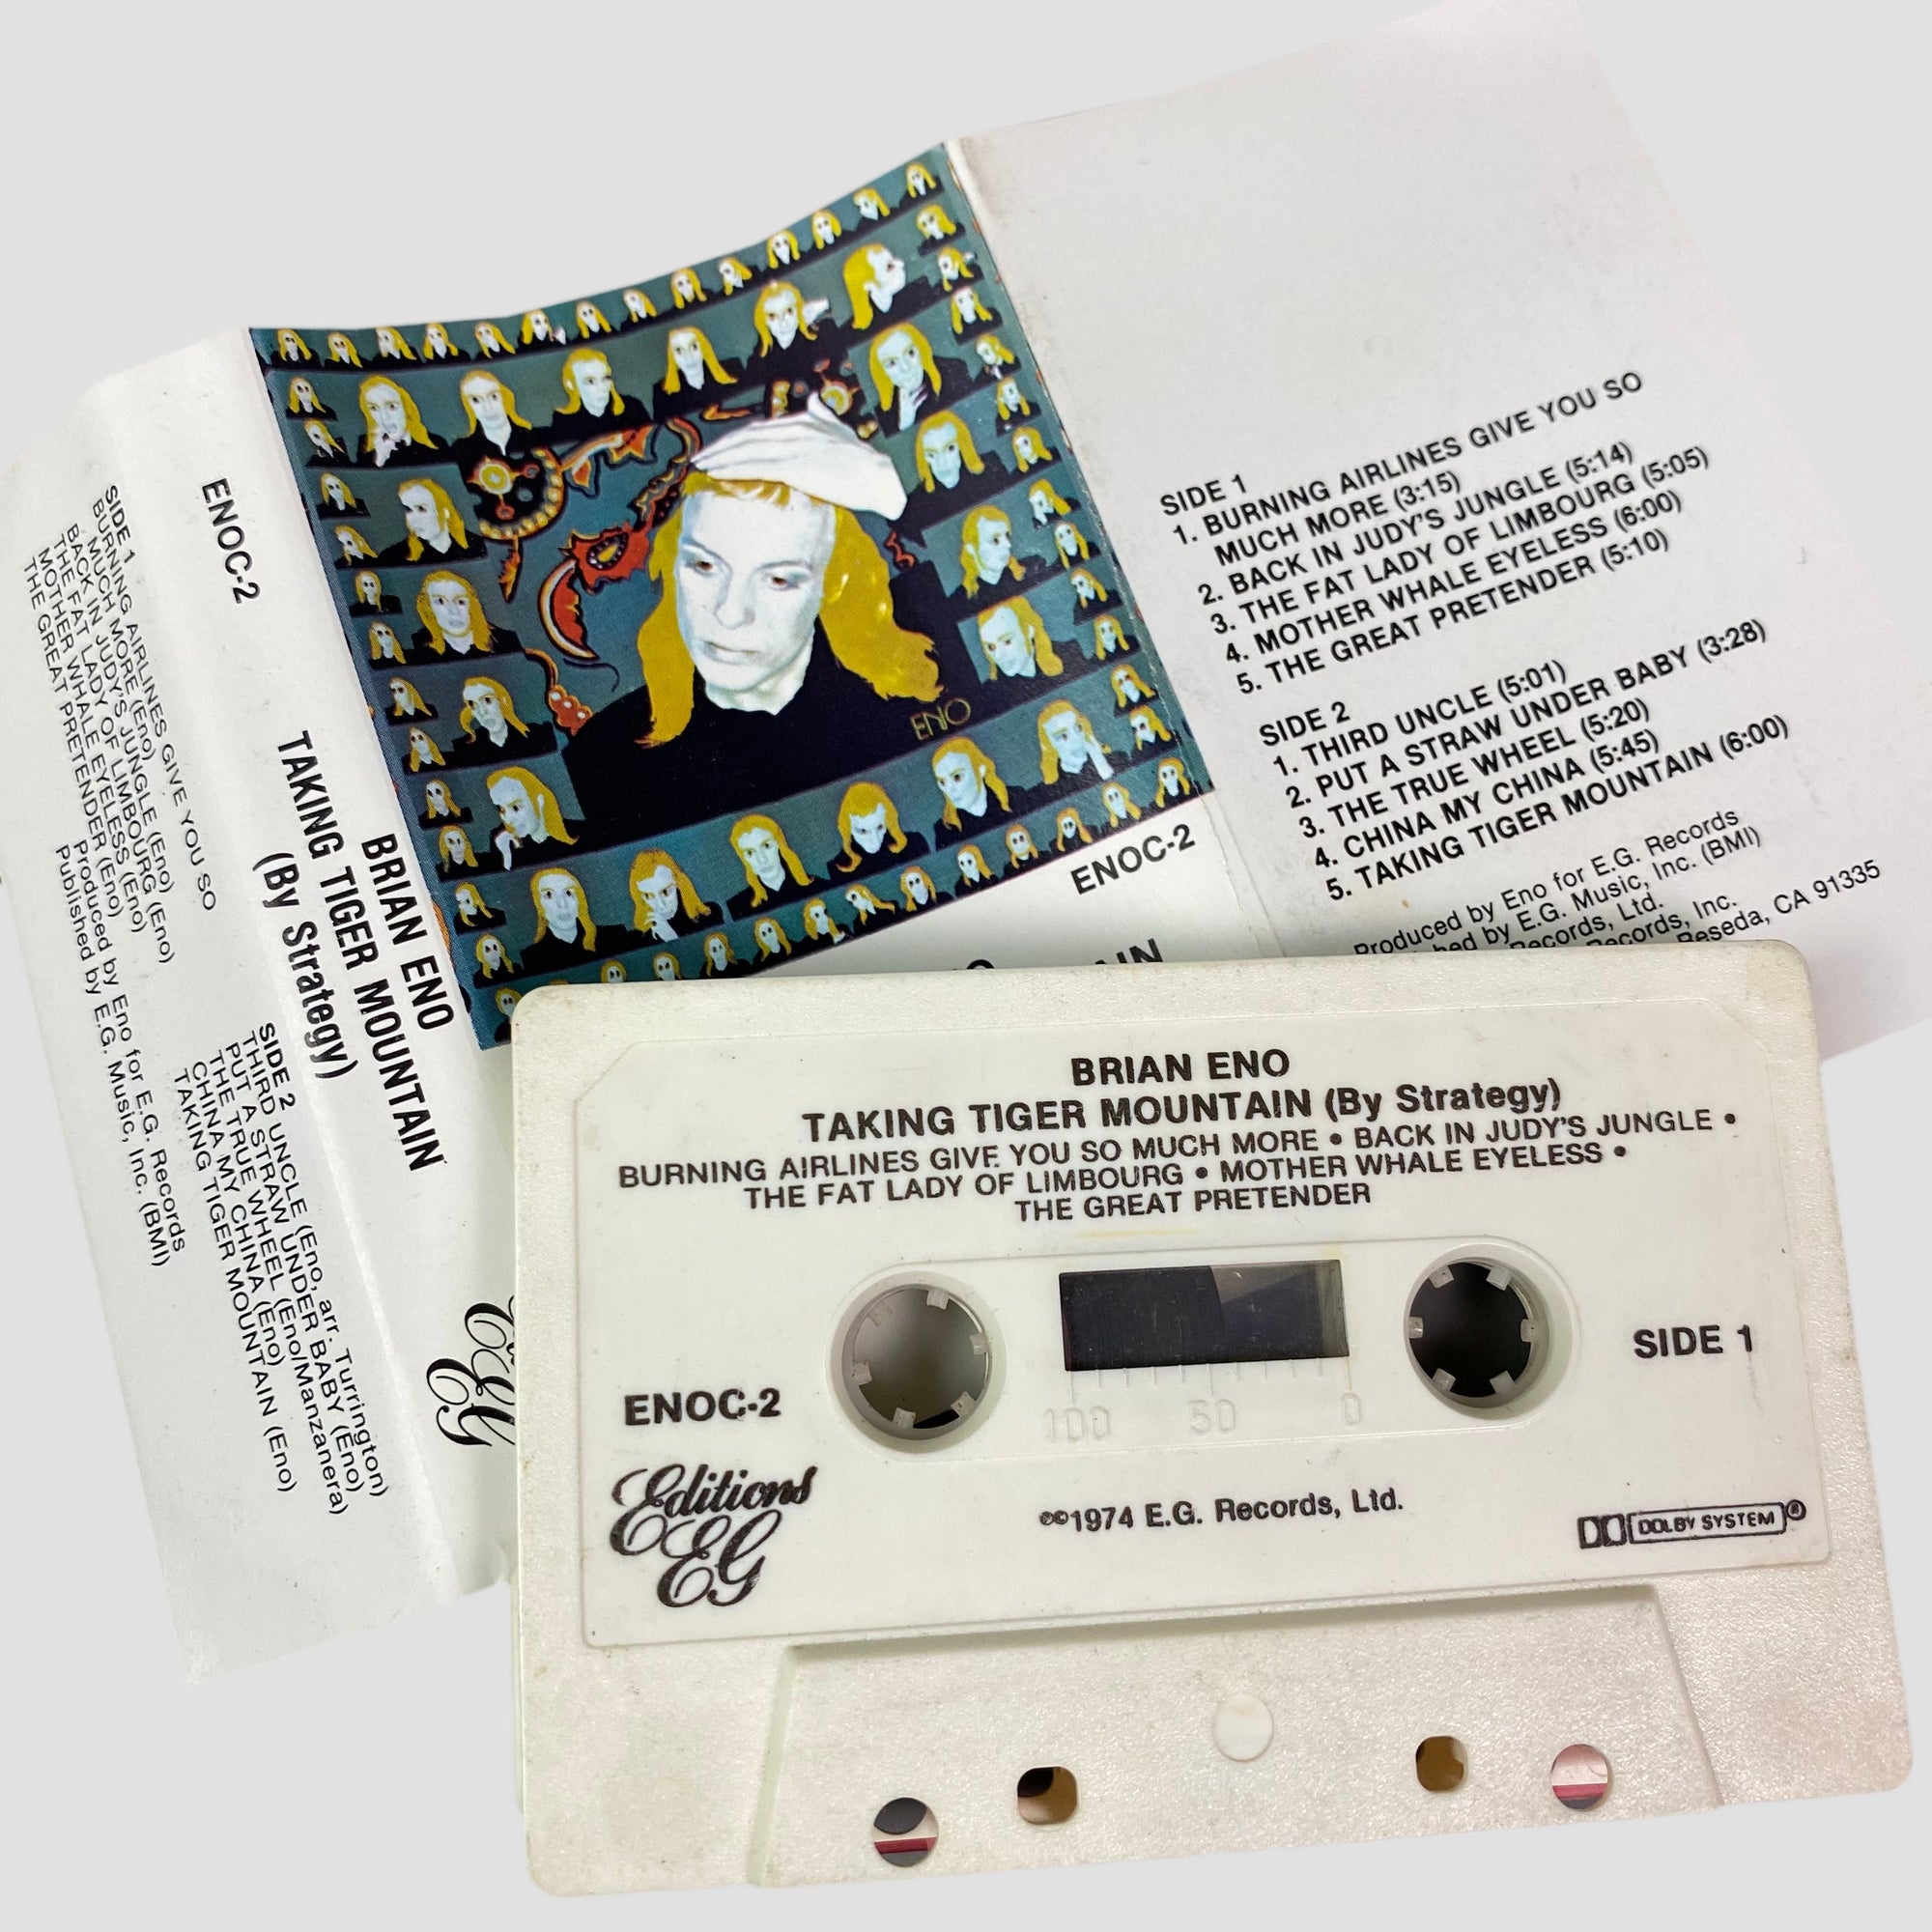 SIDE 1
BURNING AIRLINES GIVE YOU SO
MUCH MORE (Eno)
BACK IN JUDY'S JUNGLE (Eno)
THE FAT LADY OF LIMBOURG (Eno)
MOTHER WHALE EYELESS (Eno)
THE GREAT PRETENDER (Eno)
Produced by Eno for E.G. Records
Published by E.G. Music, Inc. (BMI)
SIDE 2
THIRD UNCLE (Eno, arr. Turrington)
PUT A STRAW UNDER BABY (Eno)
THE TRUE WHEEL (Eno/Manzanera)
CHINA MY CHINA (Eno)
TAKING TIGER MOUNTAIN (Eno)
ENOC-2
BRIAN ENO
TAKING TIGER MOUNTAIN
(By Strategy)
EG
ENO
ENOC-2
SIDE 1
1. BURNING AIRLINES GIVE YOU SO
MUCH MORE (3:15)
2. BACK IN JUDY'S JUNGLE (5:14)
3. THE FAT LADY OF LIMBOURG (5:05)
4. MOTHER WHALE EYELESS (6:00)
5. THE GREAT PRETENDER (5:10)
SIDE 2
1. THIRD UNCLE (5:01)
2. PUT A STRAW UNDER BABY (3:28)
3. THE TRUE WHEEL (5:20)
4. CHINA MY CHINA (5:45)
5. TAKING TIGER MOUNTAIN (6:00)
Produced by Eno for E.G. Records
by E.G. Music, Inc. (BMI)
Records, Ltd.
Records, Inc.
Reseda, CA 91335
BRIAN ENO
TAKING TIGER MOUNTAIN (By Strategy)
BURNING AIRLINES GIVE YOU SO MUCH MORE • BACK IN JUDY'S JUNGLE •
THE FAT LADY OF LIMBOURG • MOTHER WHALE EYELESS •
THE GREAT PRETENDER
SIDE 1
ENOC-2
100 50 0
Editions
EG
℗©1974 E.G. Records, Ltd.
DOLBY SYSTEM®